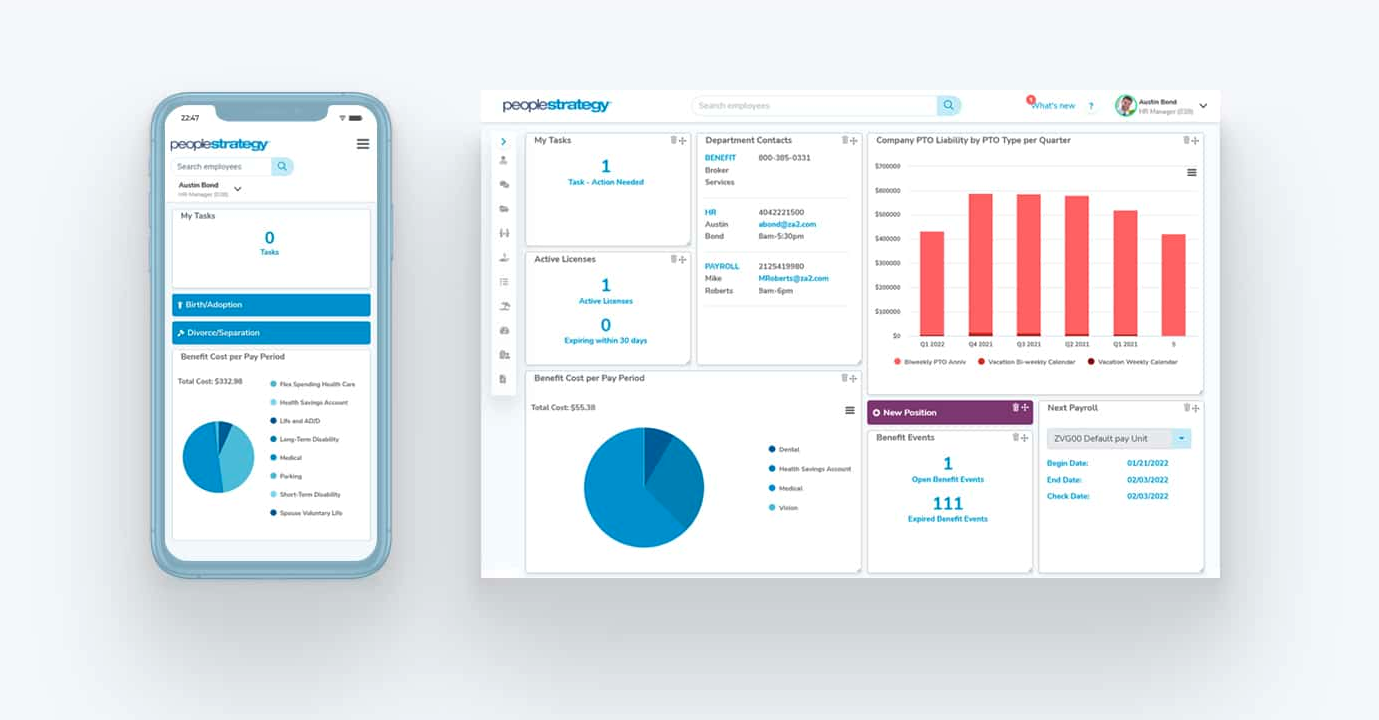 22:47
peoplestrategy
Search employees
Austin Bond
HR Manager (E2B)
My Tasks
0
Tasks
Birth/Adoption
Divorce/Separation
Benefit Cost per Pay Period
Total Cost: $332.98
Flex Spending Health Care
Health Savings Account
Life and AD/D
Long-Term Disability
Medical
Parking
Short-Term Disability
Spouse Voluntary Life
peoplestrategy
Search employees
What's new
?
Austin Bond
HR Manager (E2B)
My Tasks
1
Task - Action Needed
Active Licenses
1
Active Licenses
0
Expiring within 30 days
Department Contacts
BENEFIT 800-385-0331
Broker
Services
HR 4042221500
Austin abond@za2.com
Bond 8am-5:30pm
PAYROLL 2125419980
Mike MRoberts@za2.com
Roberts 9am-6pm
Company PTO Liability by PTO Type per Quarter
$700000
$600000
$500000
$400000
$300000
$200000
$100000
$0
Q1 2022 Q4 2021 Q3 2021 Q2 2021 Q1 2021 5
Biweekly PTO Anniv Vacation Bi-weekly Calendar Vacation Weekly Calendar
Benefit Cost per Pay Period
Total Cost: $55.38
Dental
Health Savings Account
Medical
Vision
New Position
Benefit Events
1
Open Benefit Events
111
Expired Benefit Events
Next Payroll
ZVG00 Default pay Unit
Begin Date: 01/21/2022
End Date: 02/03/2022
Check Date: 02/03/2022